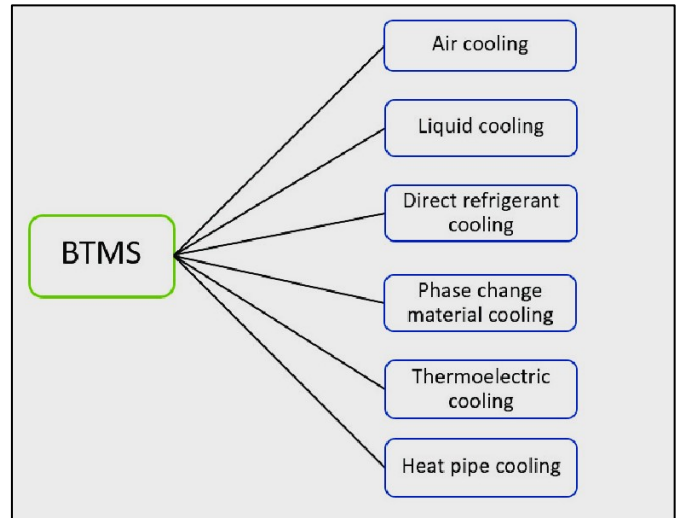 BTMS
Air cooling
Liquid cooling
Direct refrigerant
cooling
Phase change
material cooling
Thermoelectric
cooling
Heat pipe cooling